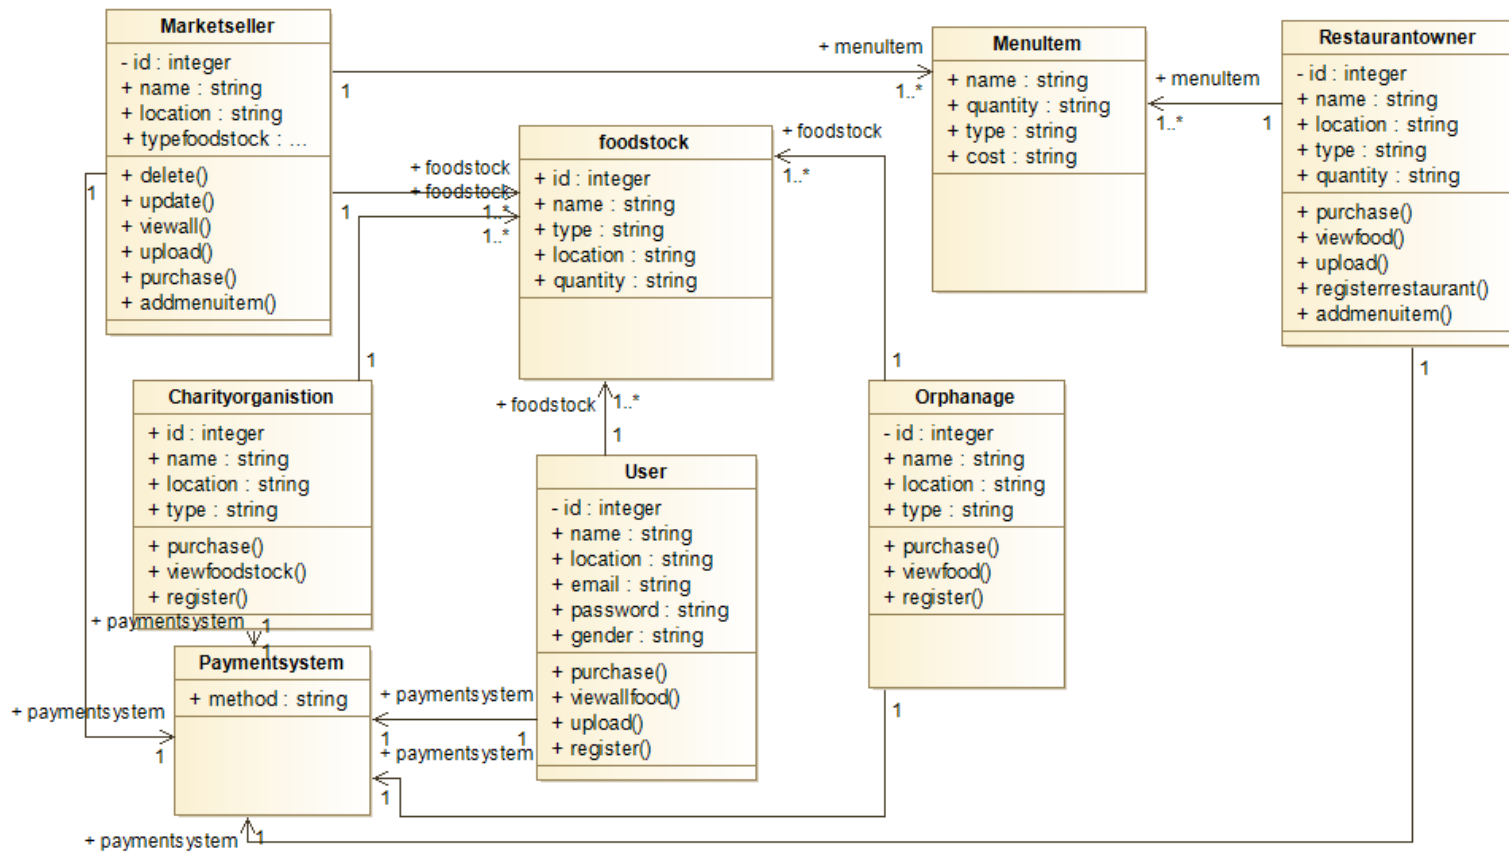 Marketseller
- id : integer
+ name : string
+ location : string
+ typefoodstock : ...
+ delete()
+ update()
+ viewall()
+ upload()
+ purchase()
+ addmenuitem()
1
+ menuItem
1..*
MenuItem
+ name : string
+ quantity : string
+ type : string
+ cost : string
+ menuItem
1..*
1
Restaurantowner
- id : integer
+ name : string
+ location : string
+ type : string
+ quantity : string
+ purchase()
+ viewfood()
+ upload()
+ registerrestaurant()
+ addmenuitem()
1
1
1
+ foodstock
+ foodstock
1..*
1..*
foodstock
+ id : integer
+ name : string
+ type : string
+ location : string
+ quantity : string
+ foodstock
1..*
1
1
+ foodstock
1..*
1
Charityorganistion
+ id : integer
+ name : string
+ location : string
+ type : string
+ purchase()
+ viewfoodstock()
+ register()
+ paymentsystem
1
1
User
- id : integer
+ name : string
+ location : string
+ email : string
+ password : string
+ gender : string
+ purchase()
+ viewallfood()
+ upload()
+ register()
Orphanage
- id : integer
+ name : string
+ location : string
+ type : string
+ purchase()
+ viewfood()
+ register()
1
Paymentsystem
+ method : string
+ paymentsystem
1
+ paymentsystem
1
1
+ paymentsystem
1
+ paymentsystem
1